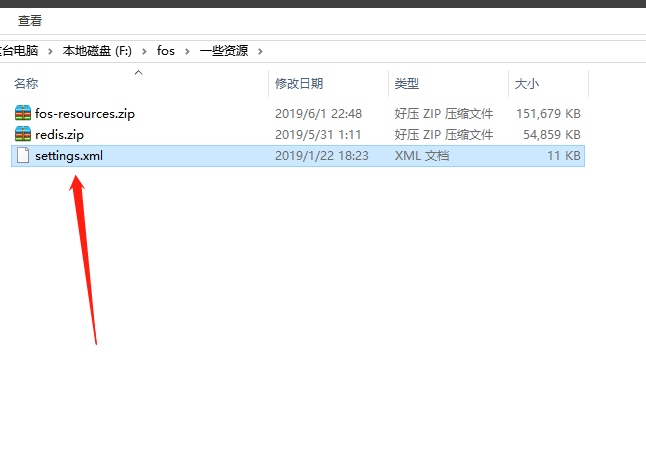 查看
台电脑 > 本地磁盘 (F:) > fos > 一些资源 >
名称 修改日期 类型 大小
fos-resources.zip 2019/6/1 22:48 好压 ZIP 压缩文件 151,679 KB
redis.zip 2019/5/31 1:11 好压 ZIP 压缩文件 54,859 KB
settings.xml 2019/1/22 18:23 XML 文档 11 KB